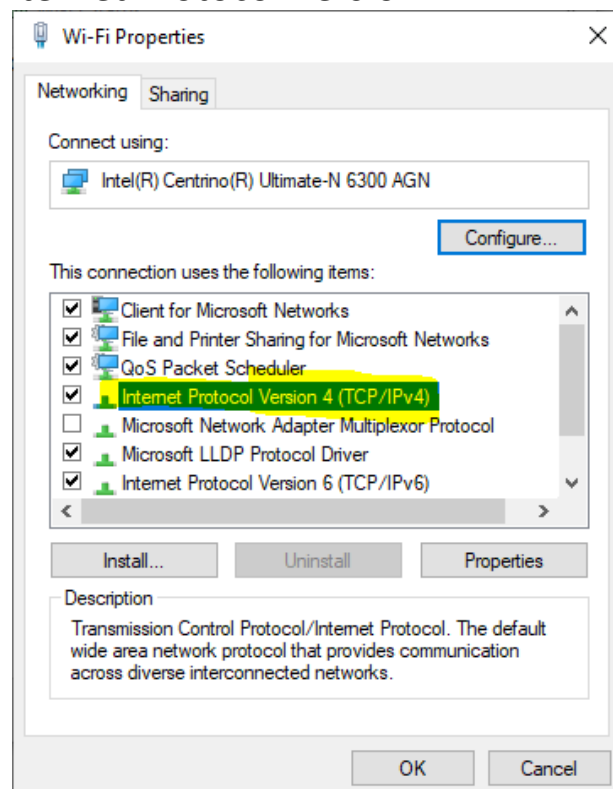 Wi-Fi Properties
Networking
Sharing
Connect using:
Intel(R) Centrino(R) Ultimate-N 6300 AGN
Configure...
This connection uses the following items:
Client for Microsoft Networks
File and Printer Sharing for Microsoft Networks
QoS Packet Scheduler
Internet Protocol Version 4 (TCP/IPv4)
Microsoft Network Adapter Multiplexor Protocol
Microsoft LLDP Protocol Driver
Internet Protocol Version 6 (TCP/IPv6)
Install...
Uninstall
Properties
Description
Transmission Control Protocol/Internet Protocol. The default
wide area network protocol that provides communication
across diverse interconnected networks.
OK
Cancel